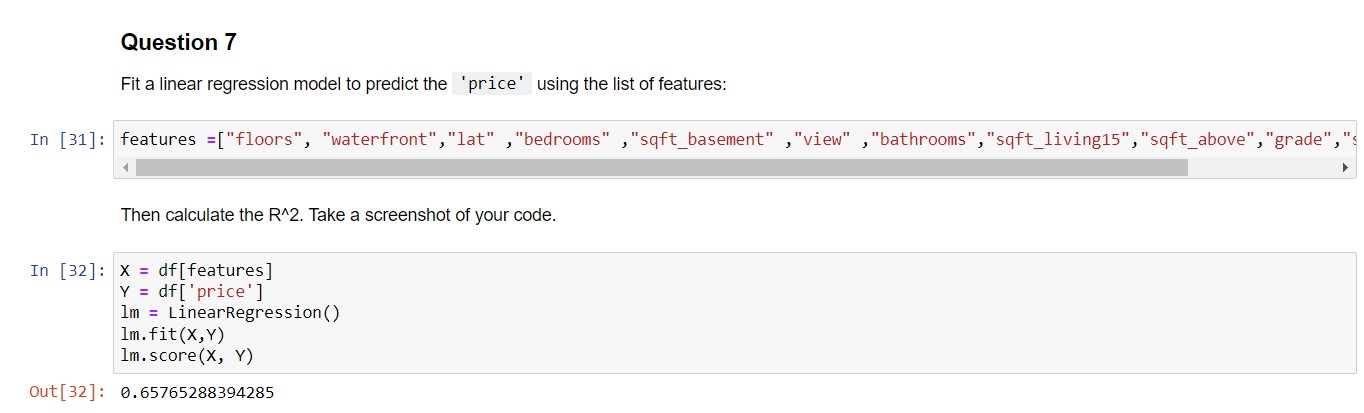 Question 7
Fit a linear regression model to predict the 'price' using the list of features:
In [31]: features =["floors", "waterfront","lat" ,"bedrooms" ,"sqft_basement" ,"view" ,"bathrooms","sqft_living15","sqft_above","grade","s
Then calculate the R^2. Take a screenshot of your code.
In [32]: X = df[features]
Y = df['price']
lm = LinearRegression()
lm.fit(X,Y)
lm.score(X, Y)
Out[32]: 0.65765288394285